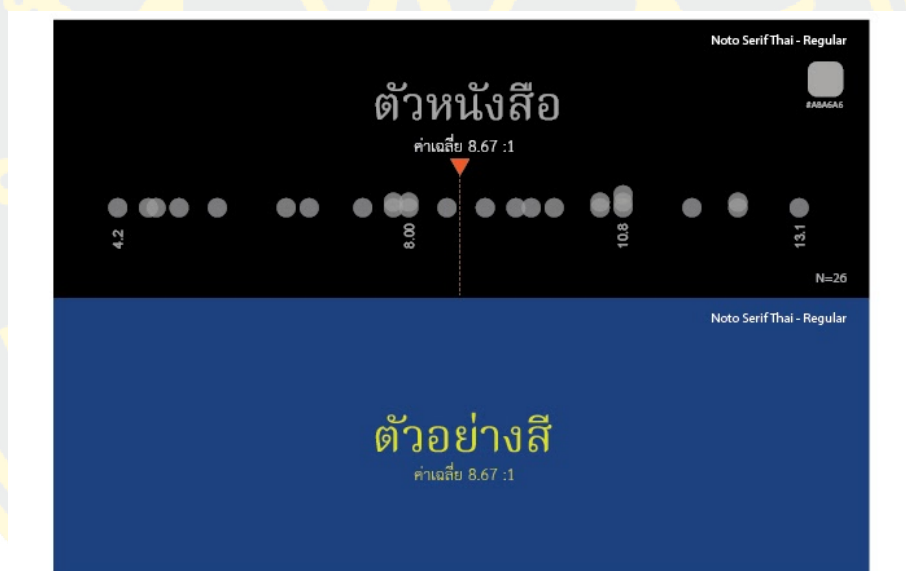 Noto Serif Thai - Regular
ตัวหนังสือ
#A8A6A6
ค่าเฉลี่ย 8.67 :1
4.2
8.00
10.8
13.1
N=26
Noto Serif Thai - Regular
ตัวอย่างสี
ค่าเฉลี่ย 8.67 :1